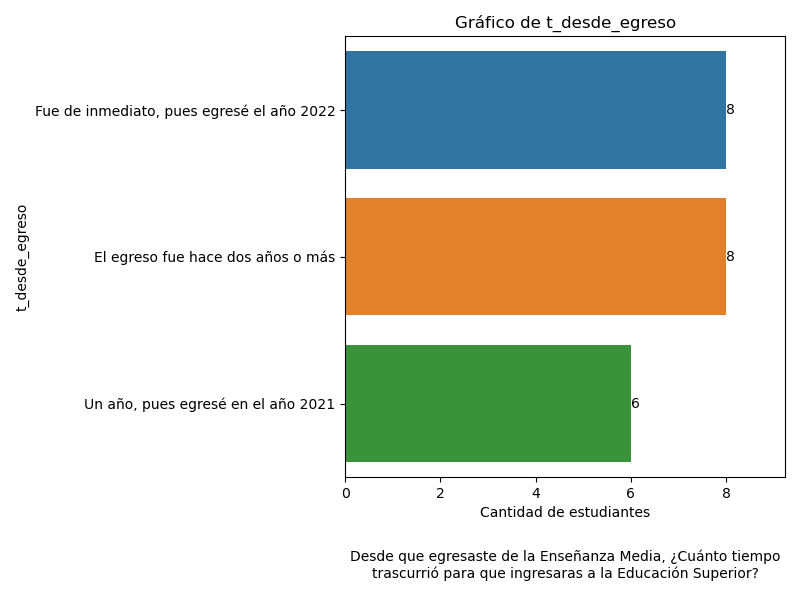 Gráfico de t_desde_egreso
Fue de inmediato, pues egresé el año 2022
8
El egreso fue hace dos años o más
8
Un año, pues egresé en el año 2021
6
t_desde_egreso
0 2 4 6 8
Cantidad de estudiantes
Desde que egresaste de la Enseñanza Media, ¿Cuánto tiempo
trascurrió para que ingresaras a la Educación Superior?